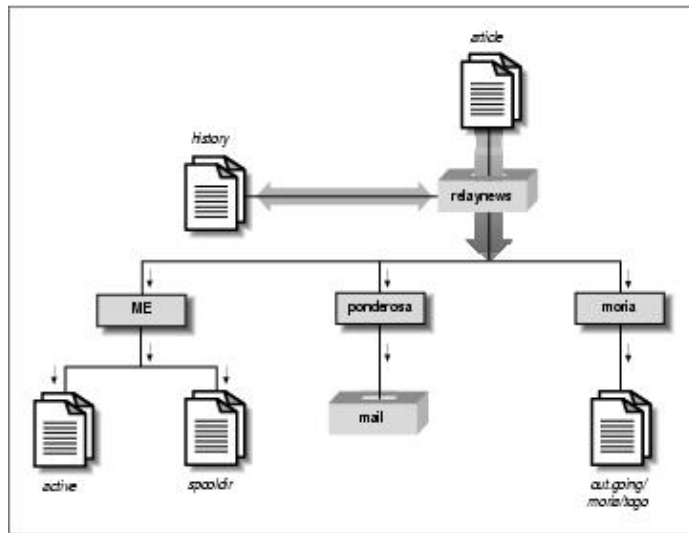 article
history
relaynews
ME
ponderosa
moria
mail
active
spooldir
out.going/
moria/togo